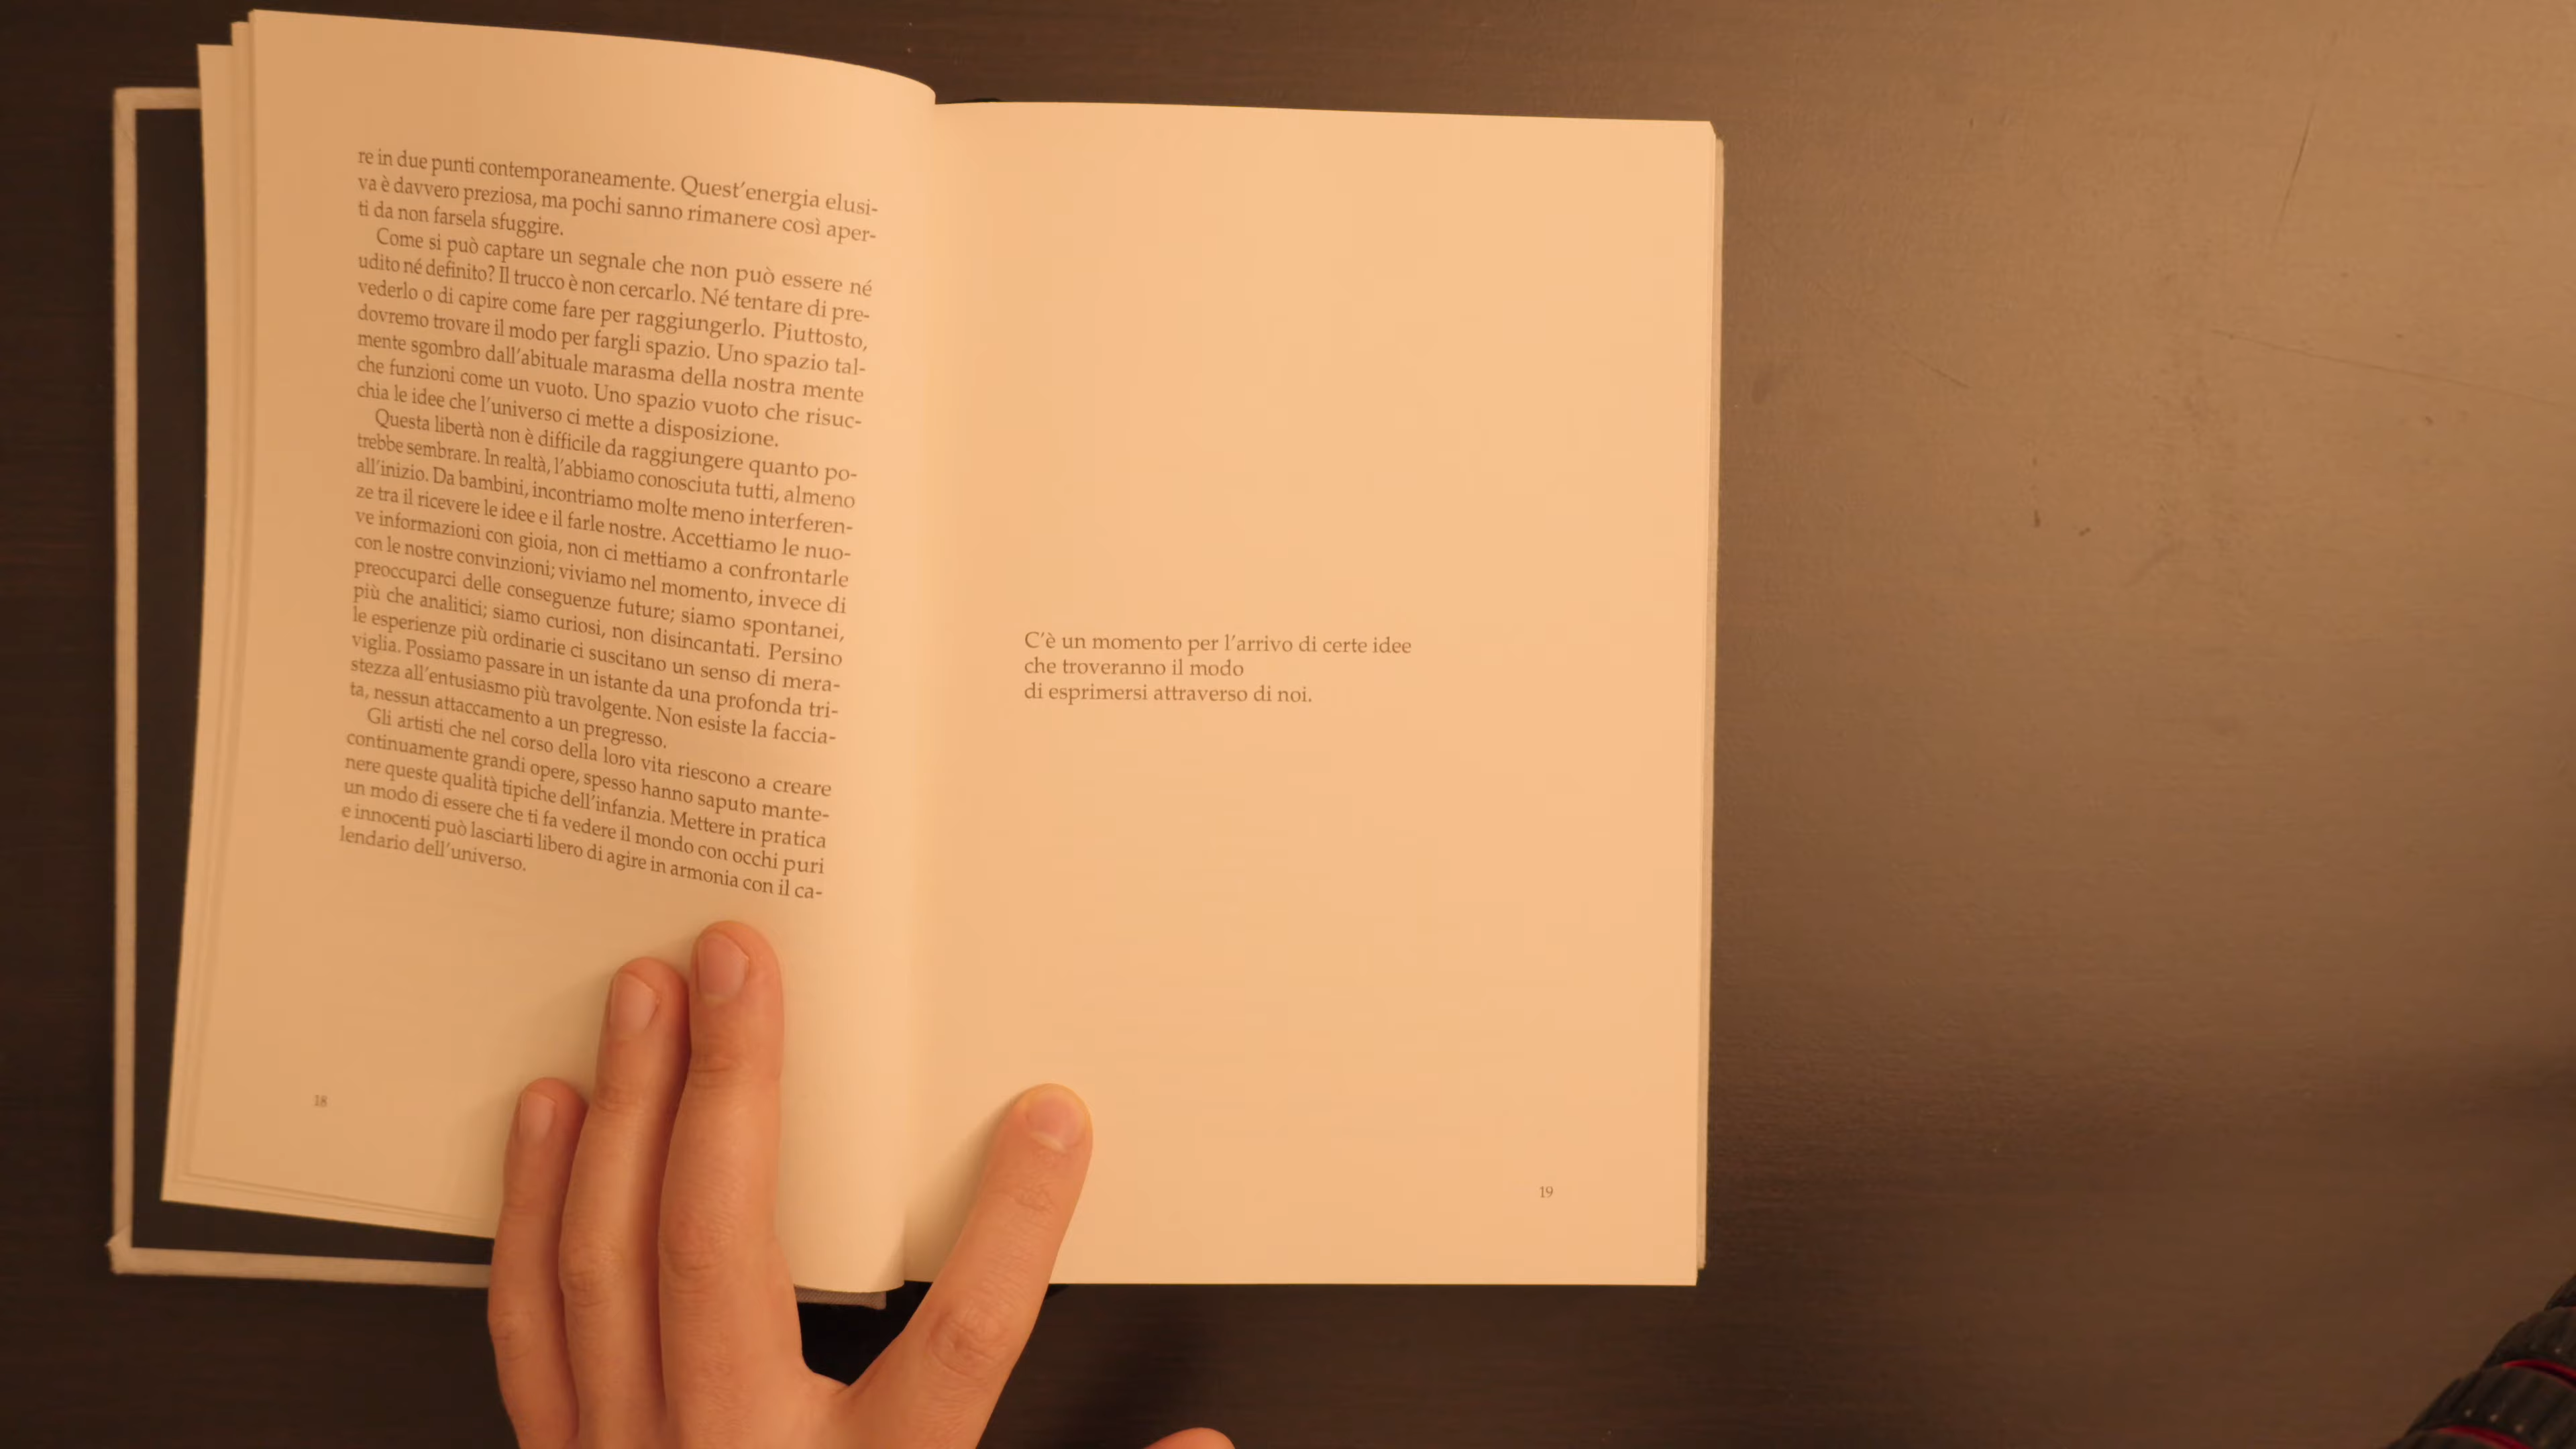 re in due punti contemporaneamente. Quest'energia elusi-
va è davvero preziosa, ma pochi sanno rimanere così aper-
ti da non farsela sfuggire.
Come si può captare un segnale che non può essere né
udito né definito? Il trucco è non cercarlo. Né tentare di pre-
vederlo o di capire come fare per raggiungerlo. Piuttosto,
dovremo trovare il modo per fargli spazio. Uno spazio tal-
mente sgombro dall'abituale marasma della nostra mente
che funzioni come un vuoto. Uno spazio vuoto che risuc-
chia le idee che l'universo ci mette a disposizione.
Questa libertà non è difficile da raggiungere quanto po-
trebbe sembrare. In realtà, l'abbiamo conosciuta tutti, almeno
all'inizio. Da bambini, incontriamo molte meno interferen-
ze tra il ricevere le idee e il farle nostre. Accettiamo le nuo-
ve informazioni con gioia, non ci mettiamo a confrontarle
con le nostre convinzioni; viviamo nel momento, invece di
preoccuparci delle conseguenze future; siamo spontanei,
più che analitici; siamo curiosi, non disincantati. Persino
le esperienze più ordinarie ci suscitano un senso di mera-
viglia. Possiamo passare in un istante da una profonda tri-
stezza all'entusiasmo più travolgente. Non esiste la faccia-
ta, nessun attaccamento a un pregresso.
Gli artisti che nel corso della loro vita riescono a creare
continuamente grandi opere, spesso hanno saputo mante-
nere queste qualità tipiche dell'infanzia. Mettere in pratica
un modo di essere che ti fa vedere il mondo con occhi puri
e innocenti può lasciarti libero di agire in armonia con il ca-
lendario dell'universo.
18
C'è un momento per l'arrivo di certe idee
che troveranno il modo
di esprimersi attraverso di noi.
19